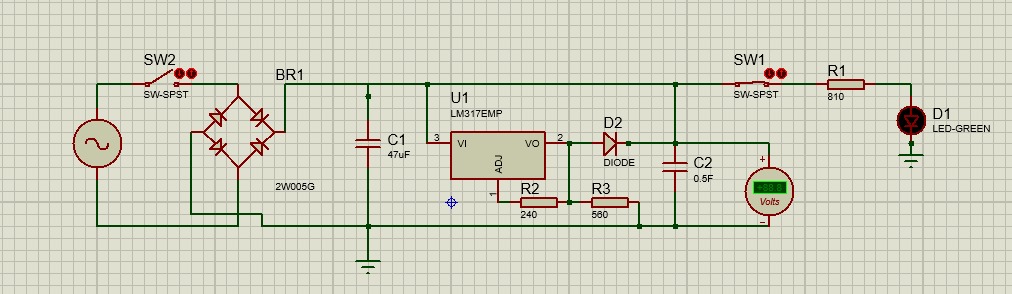 SW2
SW-SPST
BR1
2W005G
C1
47uF
U1
LM317EMP
3
VI
VO
2
ADJ
1
R2
240
D2
DIODE
R3
560
C2
0.5F
SW1
SW-SPST
R1
810
D1
LED-GREEN
+
+88.8
Volts